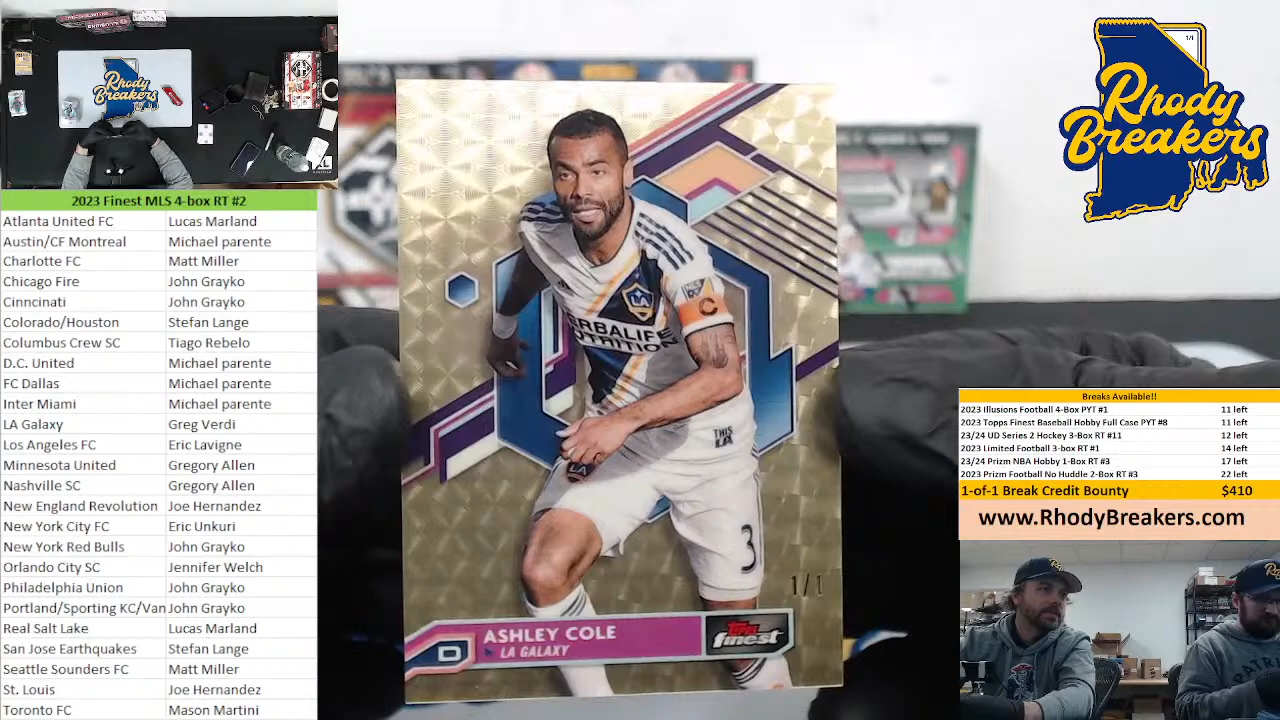 Rhody
Breakers
2023 Finest MLS 4-box RT #2
Atlanta United FC Lucas Marland
Austin/CF Montreal Michael parente
Charlotte FC Matt Miller
Chicago Fire John Grayko
Cinncinati John Grayko
Colorado/Houston Stefan Lange
Columbus Crew SC Tiago Rebelo
D.C. United Michael parente
FC Dallas Michael parente
Inter Miami Michael parente
LA Galaxy Greg Verdi
Los Angeles FC Eric Lavigne
Minnesota United Gregory Allen
Nashville SC Gregory Allen
New England Revolution Joe Hernandez
New York City FC Eric Unkuri
New York Red Bulls John Grayko
Orlando City SC Jennifer Welch
Philadelphia Union John Grayko
Portland/Sporting KC/Van John Grayko
Real Salt Lake Lucas Marland
San Jose Earthquakes Stefan Lange
Seattle Sounders FC Matt Miller
St. Louis Joe Hernandez
Toronto FC Mason Martini
LA
C
ERBALIFE
NUTRITION
THIS
IS
LA
LA
3
1/1
D
ASHLEY COLE
LA GALAXY
Topps
finest
1/1
Rhody
Breakers
Breaks Available!!
2023 Illusions Football 4-Box PYT #1 11 left
2023 Topps Finest Baseball Hobby Full Case PYT #8 11 left
23/24 UD Series 2 Hockey 3-Box RT #11 12 left
2023 Limited Football 3-box RT #1 14 left
23/24 Prizm NBA Hobby 1-Box RT #3 17 left
2023 Prizm Football No Huddle 2-Box RT #3 22 left
1-of-1 Break Credit Bounty $410
www.RhodyBreakers.com